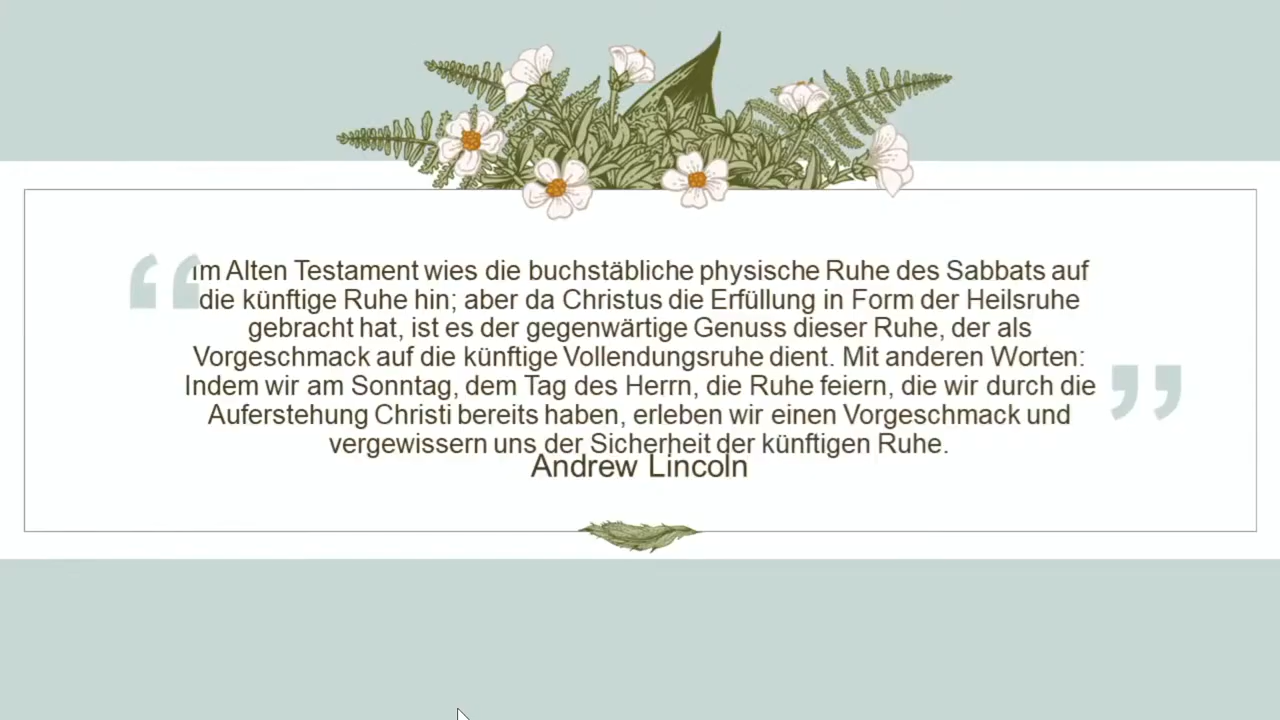 Im Alten Testament wies die buchstäbliche physische Ruhe des Sabbats auf
die künftige Ruhe hin; aber da Christus die Erfüllung in Form der Heilsruhe
gebracht hat, ist es der gegenwärtige Genuss dieser Ruhe, der als
Vorgeschmack auf die künftige Vollendungsruhe dient. Mit anderen Worten:
Indem wir am Sonntag, dem Tag des Herrn, die Ruhe feiern, die wir durch die
Auferstehung Christi bereits haben, erleben wir einen Vorgeschmack und
vergewissern uns der Sicherheit der künftigen Ruhe.
Andrew Lincoln